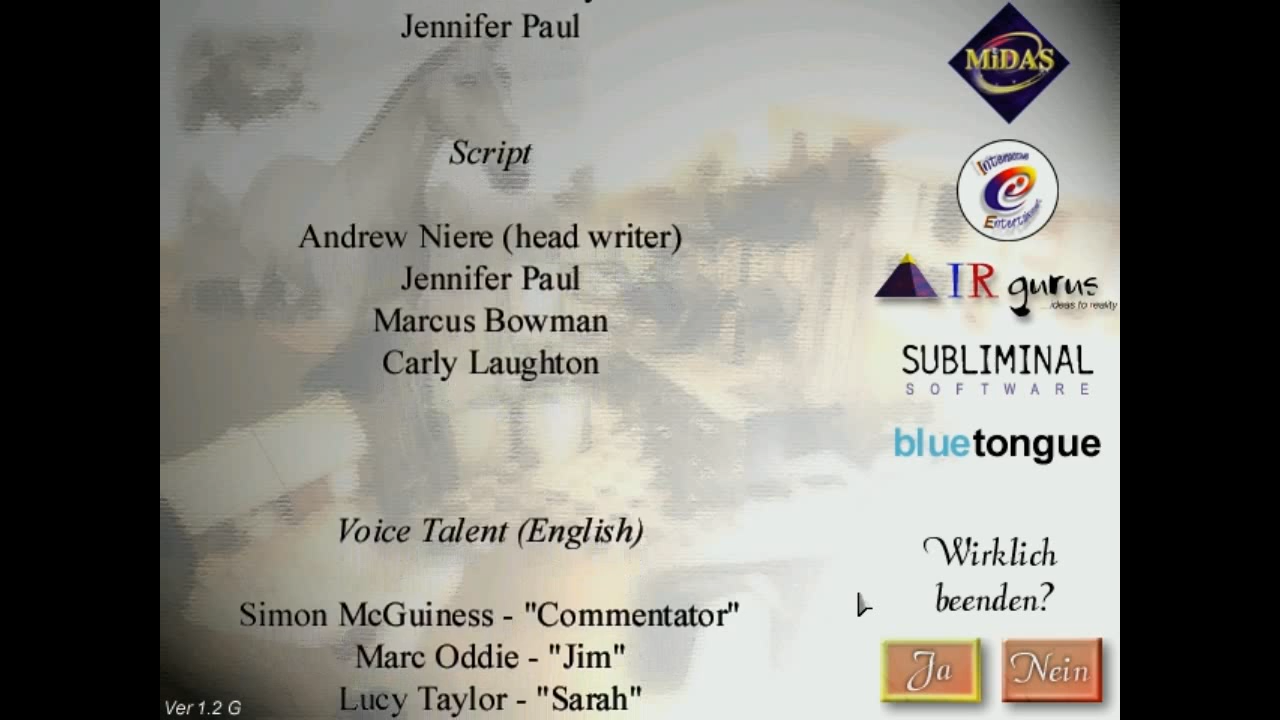 Jennifer Paul
Script
Andrew Niere (head writer)
Jennifer Paul
Marcus Bowman
Carly Laughton
Voice Talent (English)
Simon McGuiness - "Commentator"
Marc Oddie - "Jim"
Lucy Taylor - "Sarah"
Ver 1.2 G
MiDAS
Interactive
Entertainment
IR gurus
ideas to reality
SUBLIMINAL
SOFTWARE
bluetongue
Wirklich
beenden?
Ja Nein